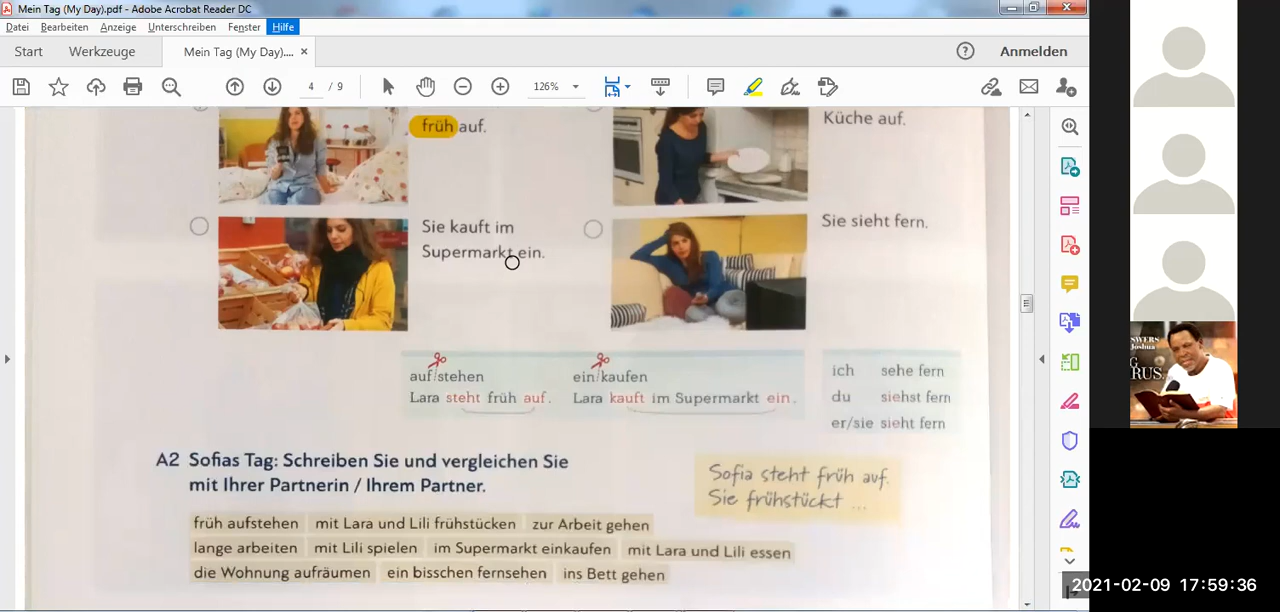 Mein Tag (My Day).pdf - Adobe Acrobat Reader DC
Datei Bearbeiten Anzeige Unterschreiben Fenster Hilfe
Start Werkzeuge Mein Tag (My Day).... × Anmelden
4 / 9 126%
früh auf.
Küche auf.
Sie kauft im
Supermarkt ein.
Sie sieht fern.
auf stehen
Lara steht früh auf.
ein kaufen
Lara kauft im Supermarkt ein.
ich sehe fern
du siehst fern
er/sie sieht fern
A2 Sofias Tag: Schreiben Sie und vergleichen Sie
mit Ihrer Partnerin / Ihrem Partner.
Sofia steht früh auf.
Sie frühstückt ...
früh aufstehen mit Lara und Lili frühstücken zur Arbeit gehen
lange arbeiten mit Lili spielen im Supermarkt einkaufen mit Lara und Lili essen
die Wohnung aufräumen ein bisschen fernsehen ins Bett gehen
SWERS
Joshua
RUS
2021-02-09 17:59:36